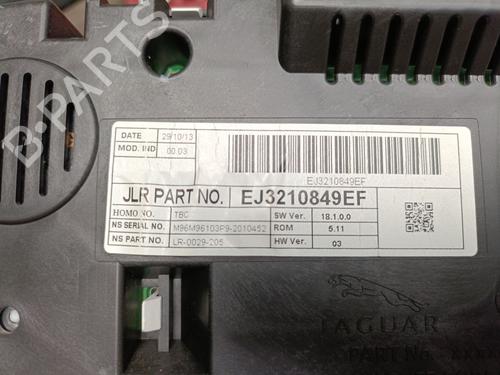 B-PARTS
DATE 29/10/13
MOD. IND 00.03
EJ3210849EF
JLR PART NO. EJ3210849EF
HOMO NO. TBC SW Ver. 18.1.0.0
NS SERIAL NO. M96M96103P9-2010452 ROM 5.11
NS PART NO. LR-0029-205 HW Ver. 03
JAGUAR
PART No.